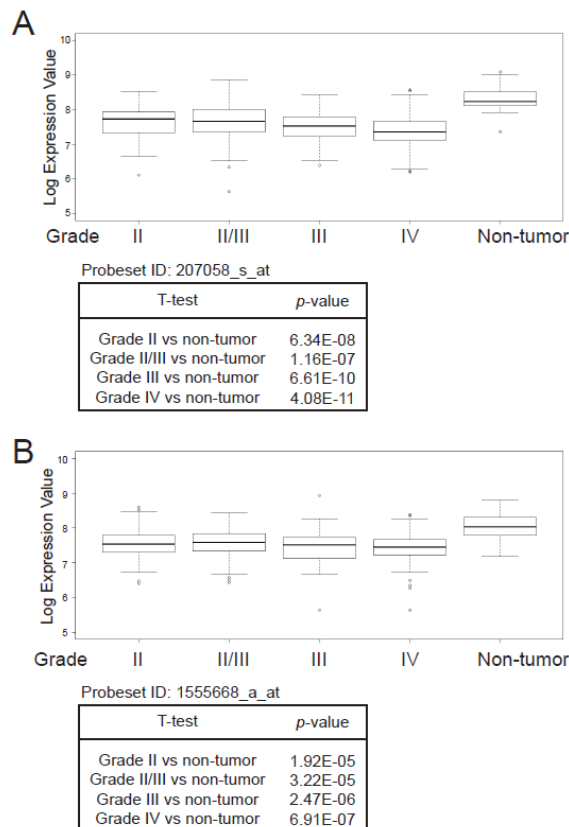 A
Log Expression Value
10
9
8
7
6
5
Grade II II/III III IV Non-tumor
Probeset ID: 207058_s_at
T-test p-value
Grade II vs non-tumor 6.34E-08
Grade II/III vs non-tumor 1.16E-07
Grade III vs non-tumor 6.61E-10
Grade IV vs non-tumor 4.08E-11
B
Log Expression Value
10
9
8
7
6
5
Grade II II/III III IV Non-tumor
Probeset ID: 1555668_a_at
T-test p-value
Grade II vs non-tumor 1.92E-05
Grade II/III vs non-tumor 3.22E-05
Grade III vs non-tumor 2.47E-06
Grade IV vs non-tumor 6.91E-07